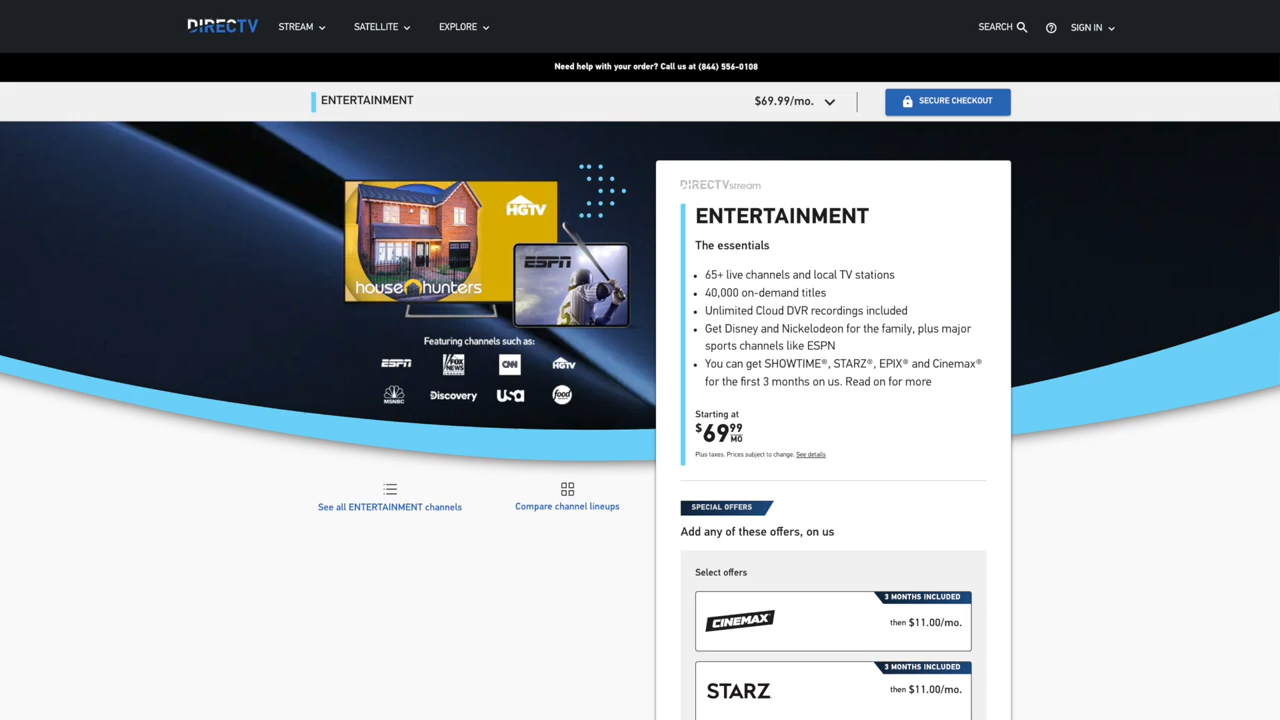 DIRECTV
STREAM
SATELLITE
EXPLORE
SEARCH
SIGN IN
Need help with your order? Call us at (844) 556-0108
ENTERTAINMENT
$69.99/mo.
SECURE CHECKOUT
HGTV
house hunters
ESPN
Featuring channels such as:
ESPN
FOX NEWS
CNN
HGTV
MSNBC
Discovery
USA
food
See all ENTERTAINMENT channels
Compare channel lineups
DIRECTV stream
ENTERTAINMENT
The essentials
• 65+ live channels and local TV stations
• 40,000 on-demand titles
• Unlimited Cloud DVR recordings included
• Get Disney and Nickelodeon for the family, plus major
sports channels like ESPN
• You can get SHOWTIME®, STARZ®, EPIX® and Cinemax®
for the first 3 months on us. Read on for more
Starting at
$69.99 MO
Plus taxes. Prices subject to change. See details
SPECIAL OFFERS
Add any of these offers, on us
Select offers
3 MONTHS INCLUDED
CINEMAX
then $11.00/mo.
3 MONTHS INCLUDED
STARZ
then $11.00/mo.